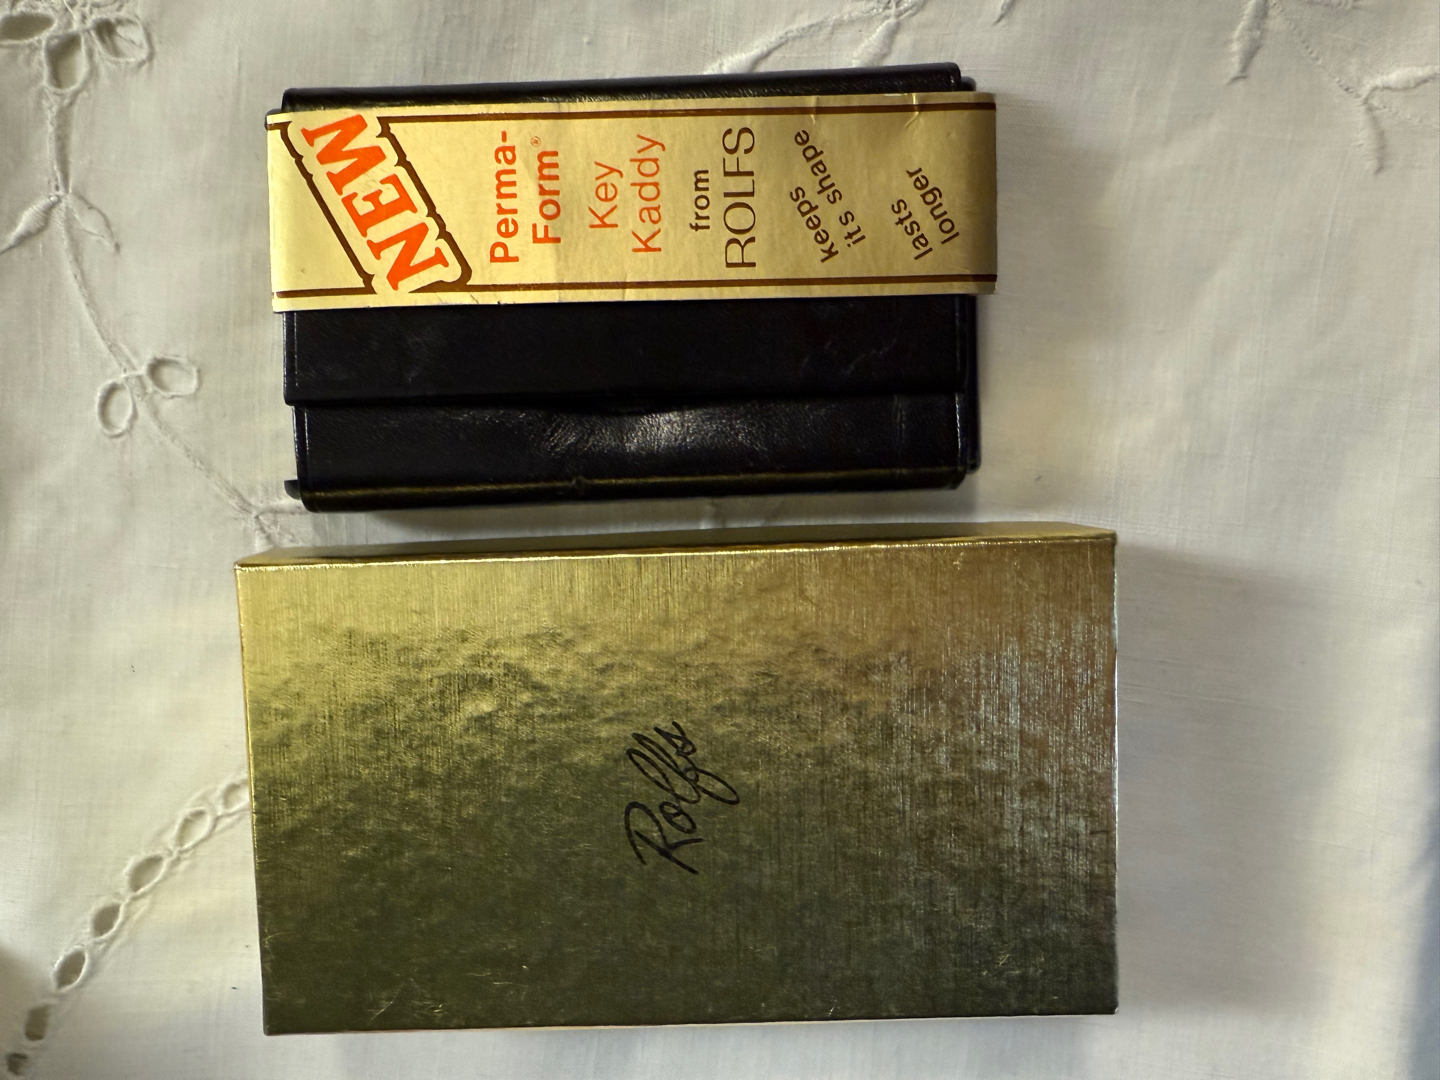 NEW
Perma-
Form®
Key
Kaddy
from
ROLFS
keeps
its shape
lasts
longer
Rolfs